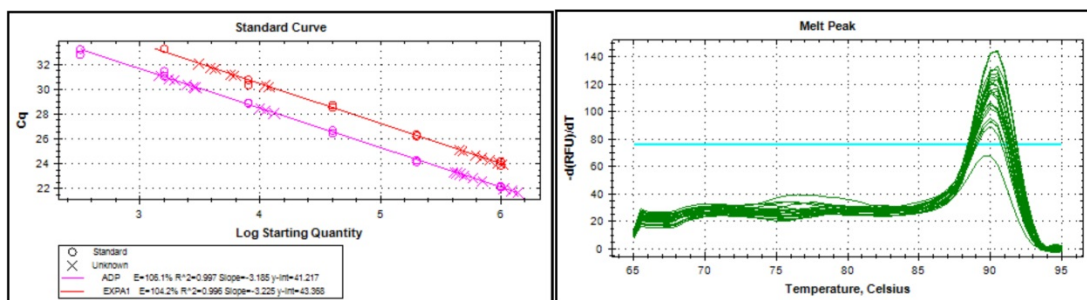 Standard Curve
Cq
32
30
28
26
24
22
3
4
5
6
Log Starting Quantity
Standard
Unknown
ADP E=106.1% R^2=0.997 Slope=-3.185 y-int=41.217
EXPA1 E=104.2% R^2=0.996 Slope=-3.225 y-int=43.368
Melt Peak
-d(RFU)/dT
140
120
100
80
60
40
20
0
65
70
75
80
85
90
95
Temperature, Celsius